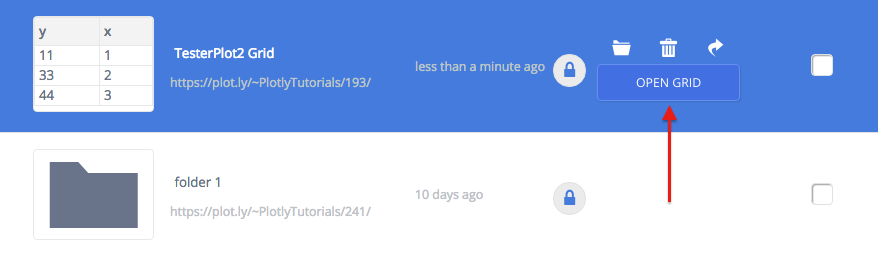 y x
11 1
33 2
44 3
TesterPlot2 Grid
https://plot.ly/~PlotlyTutorials/193/
less than a minute ago
OPEN GRID
folder 1
https://plot.ly/~PlotlyTutorials/241/
10 days ago